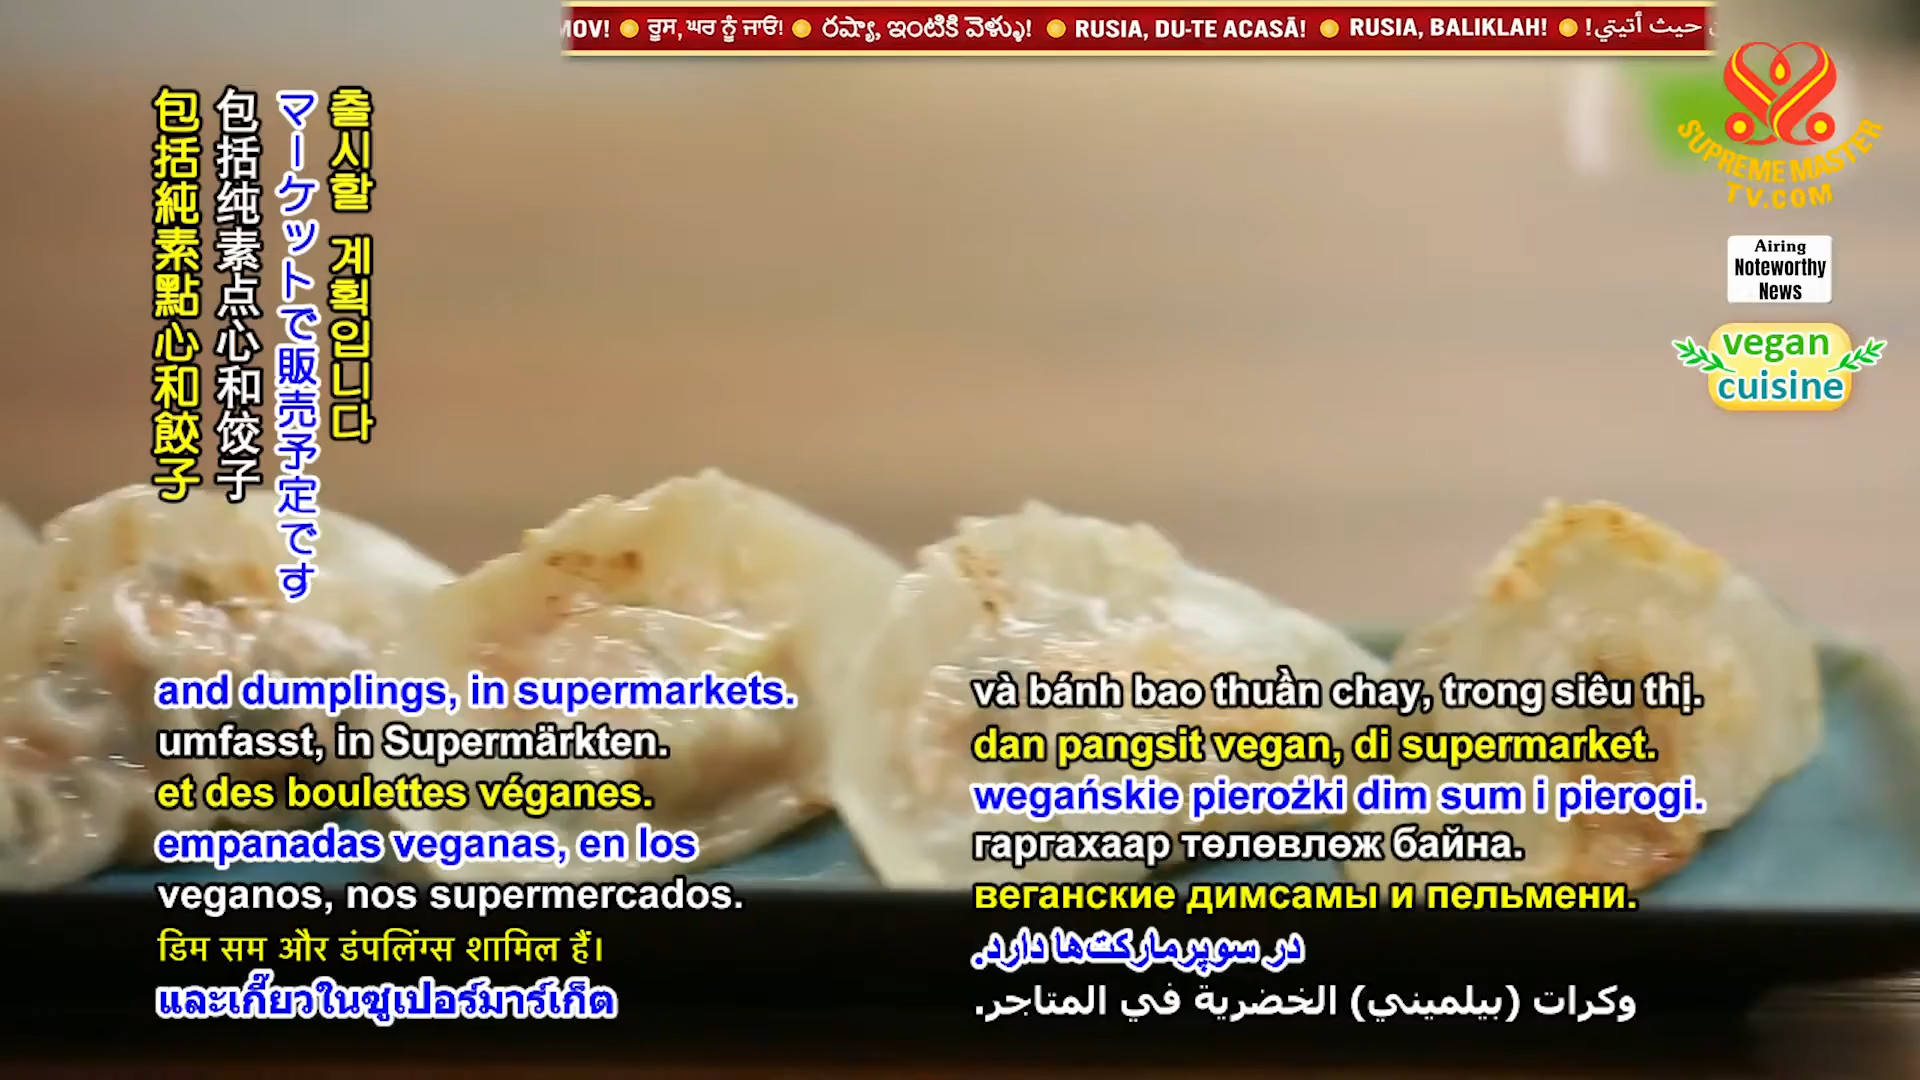 MOV! ਰੂਸ, ਘਰ ਨੂੰ ਜਾਓ! రష్యా, ఇంటికి వెళ్ళు! RUSIA, DU-TE ACASĂ! RUSIA, BALIKLAH! حيث أتيتي!
SUPREME MASTER
TV.COM
Airing
Noteworthy
News
vegan
cuisine
출시할 계획입니다
マーケットで販売予定です
包括纯素点心和饺子
包括純素點心和餃子
and dumplings, in supermarkets.
umfasst, in Supermärkten.
et des boulettes véganes.
empanadas veganas, en los
veganos, nos supermercados.
डिम सम और डंपलिंग्स शामिल हैं।
และเกี๊ยวในซูเปอร์มาร์เก็ต
và bánh bao thuần chay, trong siêu thị.
dan pangsit vegan, di supermarket.
wegańskie pierożki dim sum i pierogi.
гаргахаар төлөвлөж байна.
веганские димсамы и пельмени.
در سوپرمارکت‌ها دارد.
وكرات (بيلميني) الخضرية في المتاجر.